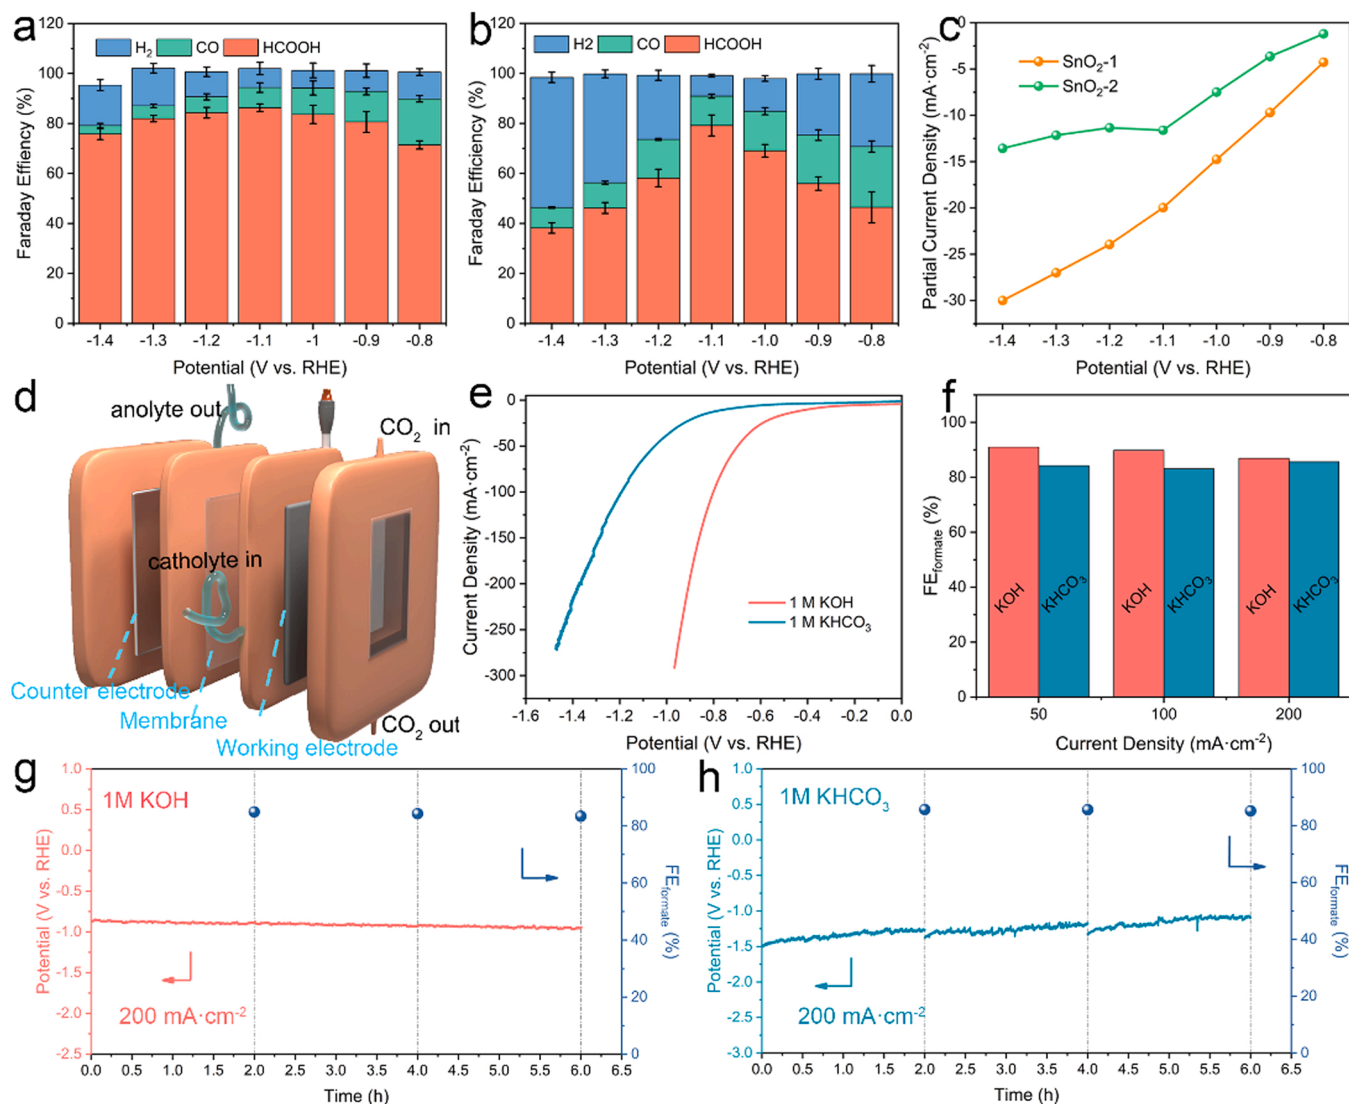 a
Faraday Effiency (%)
120
100
80
60
40
20
0
H2 CO HCOOH
-1.4 -1.3 -1.2 -1.1 -1 -0.9 -0.8
Potential (V vs. RHE)
b
Faraday Efficiency (%)
120
100
80
60
40
20
0
H2 CO HCOOH
-1.4 -1.3 -1.2 -1.1 -1.0 -0.9 -0.8
Potential (V vs. RHE)
c
Partial Current Density (mA·cm-2)
0
-5
-10
-15
-20
-25
-30
SnO2-1
SnO2-2
-1.4 -1.3 -1.2 -1.1 -1.0 -0.9 -0.8
Potential (V vs. RHE)
d
anolyte out
CO2 in
catholyte in
Counter electrode
Membrane
Working electrode
CO2 out
e
Current Density (mA·cm-2)
0
-50
-100
-150
-200
-250
-300
1 M KOH
1 M KHCO3
-1.6 -1.4 -1.2 -1.0 -0.8 -0.6 -0.4 -0.2 0.0
Potential (V vs. RHE)
f
FEformate (%)
100
80
60
40
20
0
KOH KHCO3 KOH KHCO3 KOH KHCO3
50 100 200
Current Density (mA·cm-2)
g
Potential (V vs. RHE)
1.0
0.5
0.0
-0.5
-1.0
-1.5
-2.0
-2.5
1M KOH
200 mA·cm-2
100
80
60
40
20
0
FEformate (%)
0.0 0.5 1.0 1.5 2.0 2.5 3.0 3.5 4.0 4.5 5.0 5.5 6.0 6.5
Time (h)
h
Potential (V vs. RHE)
1.0
0.5
0.0
-0.5
-1.0
-1.5
-2.0
-2.5
-3.0
1M KHCO3
200 mA·cm-2
100
80
60
40
20
0
FEformate (%)
0.0 0.5 1.0 1.5 2.0 2.5 3.0 3.5 4.0 4.5 5.0 5.5 6.0 6.5
Time (h)